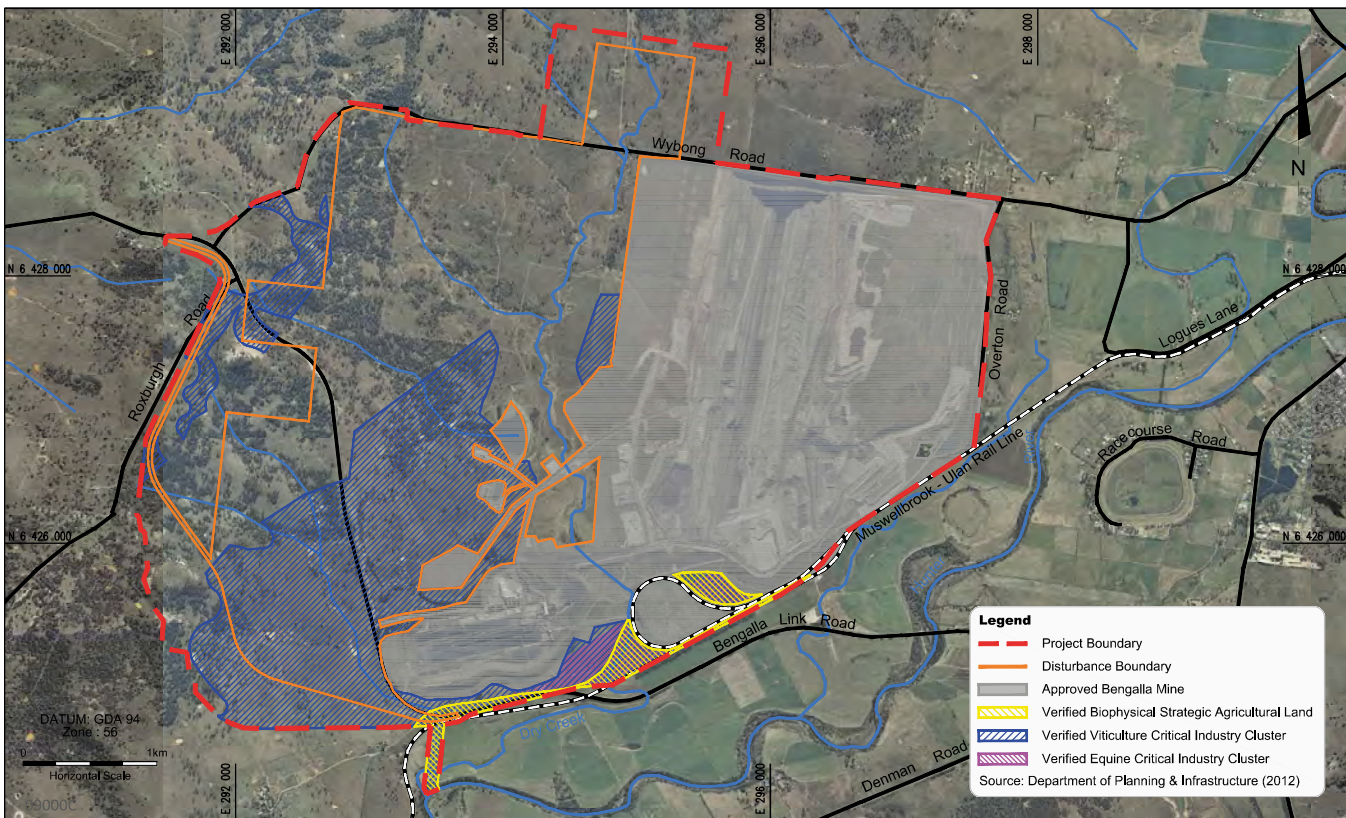 E 292 000
E 294 000
E 296 000
E 298 000
Wybong Road
N
N 6 428 000
N 6 428 000
Roxburgh Road
Overton Road
Logues Lane
Racecourse Road
Muswellbrook - Ulan Rail Line
N 6 426 000
N 6 426 000
Bengalla Link Road
Dry Creek
Denman Road
DATUM: GDA 94
Zone : 56
0 1km
Horizontal Scale
E 292 000
E 296 000
Legend
Project Boundary
Disturbance Boundary
Approved Bengalla Mine
Verified Biophysical Strategic Agricultural Land
Verified Viticulture Critical Industry Cluster
Verified Equine Critical Industry Cluster
Source: Department of Planning & Infrastructure (2012)